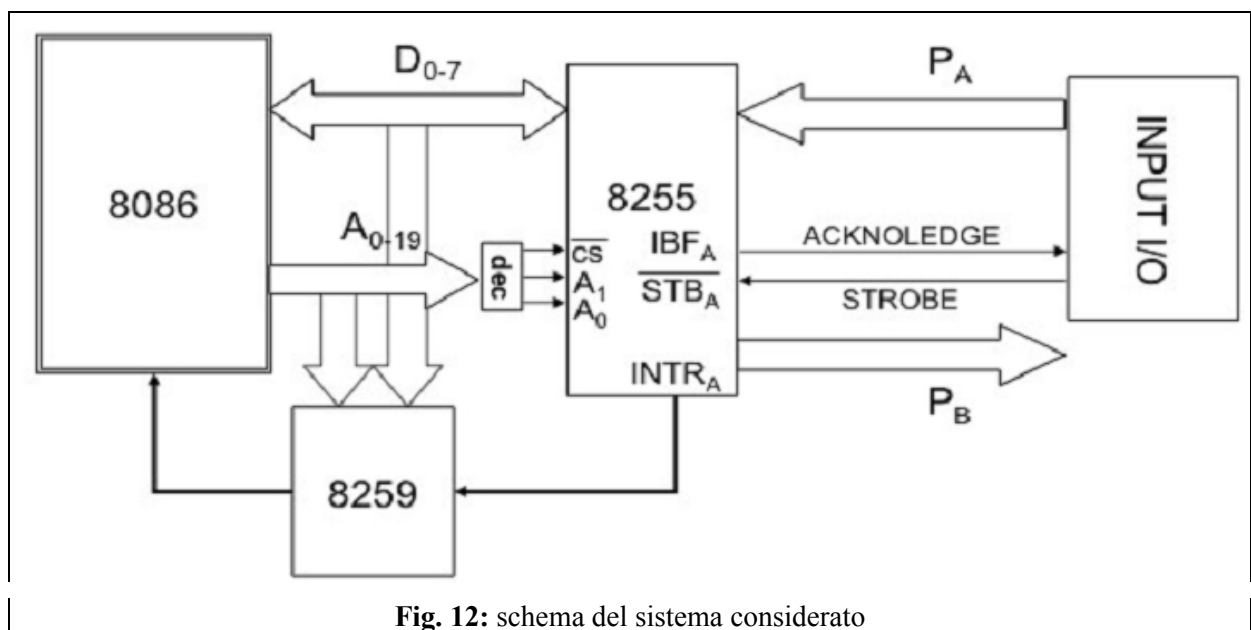 D0-7
PA
8086
8255
INPUT I/O
A0-19
dec
CS
A1
A0
IBFA
STBA
ACKNOLEDGE
STROBE
INTRA
PB
8259
Fig. 12: schema del sistema considerato